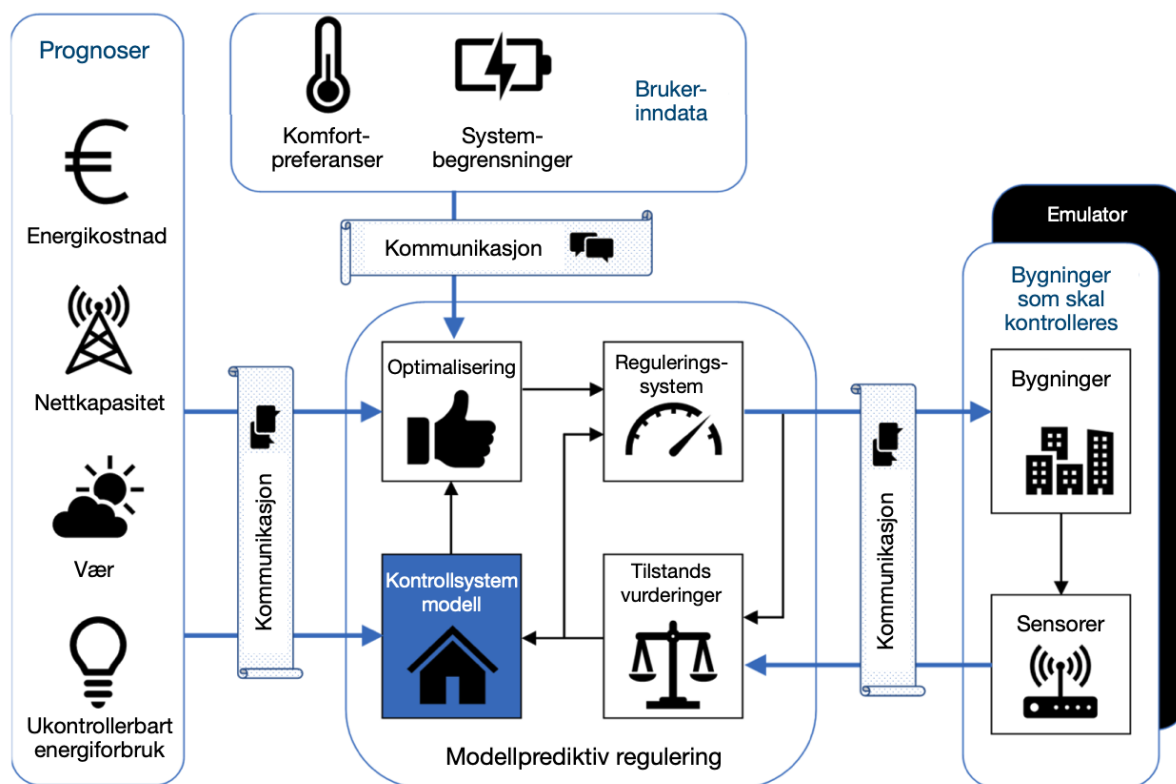 Prognoser
Energikostnad
Nettkapasitet
Vær
Ukontrollerbart
energiforbruk
Komfort-
preferanser
System-
begrensninger
Bruker-
inndata
Kommunikasjon
Kommunikasjon
Optimalisering
Regulerings-
system
Kontrollsystem
modell
Tilstands
vurderinger
Modellprediktiv regulering
Kommunikasjon
Emulator
Bygninger
som skal
kontrolleres
Bygninger
Sensorer